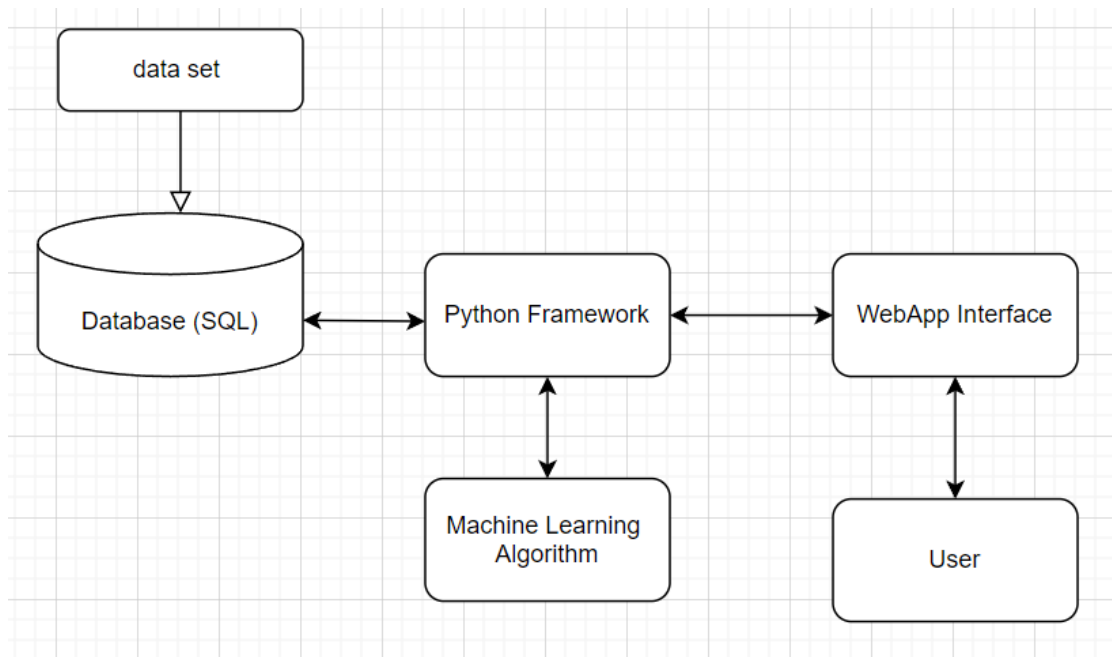 data set
Database (SQL)
Python Framework
WebApp Interface
Machine Learning
Algorithm
User